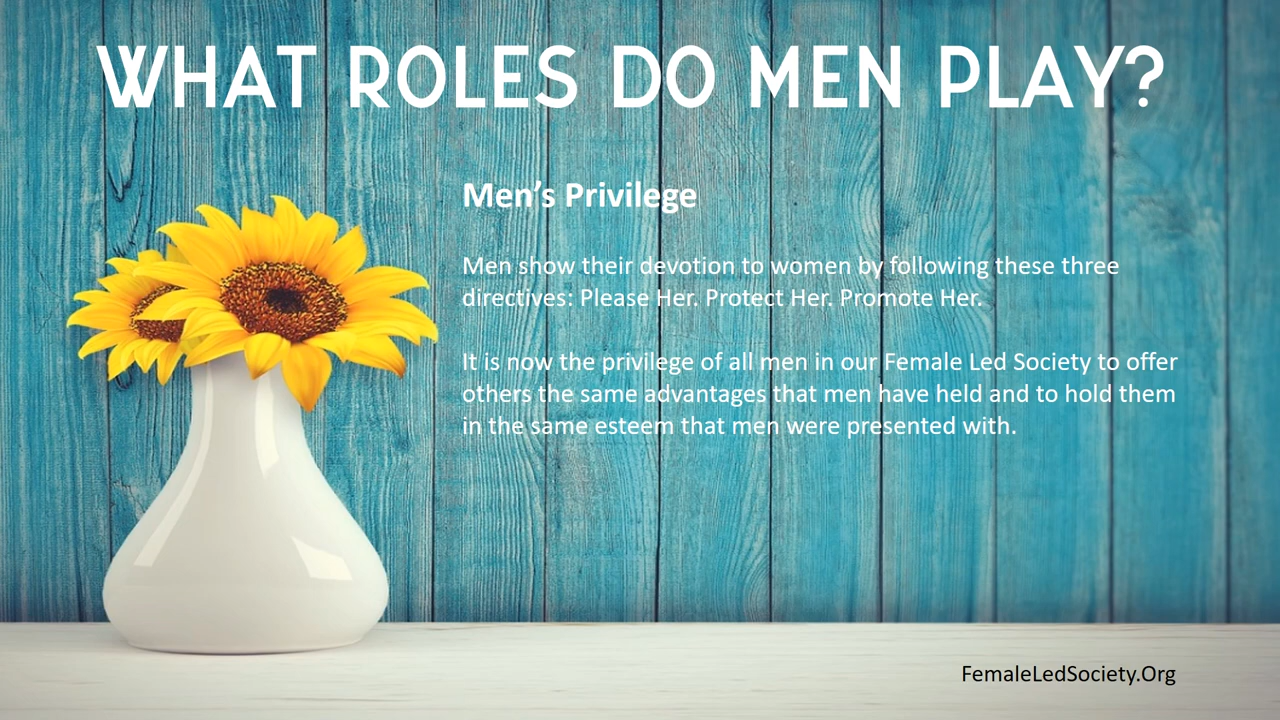 WHAT ROLES DO MEN PLAY?
Men’s Privilege
Men show their devotion to women by following these three
directives: Please Her. Protect Her. Promote Her.
It is now the privilege of all men in our Female Led Society to offer
others the same advantages that men have held and to hold them
in the same esteem that men were presented with.
FemaleLedSociety.Org